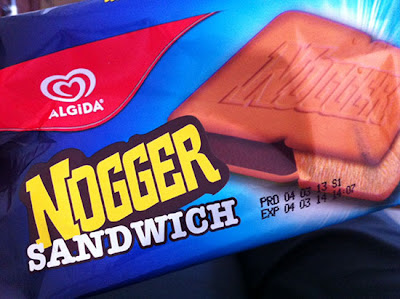 ALGIDA
NOGGER
NOGGER
SANDWICH
PRD 04 03 13 S1
EXP 04 03 14 14:07